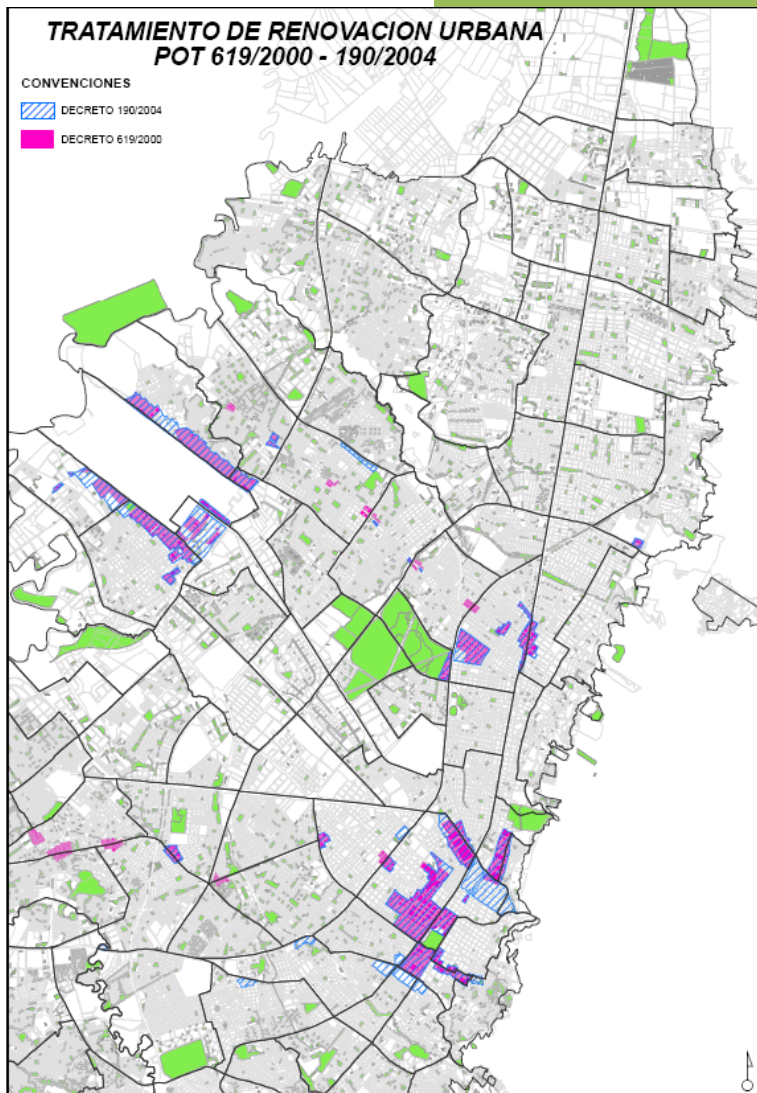 TRATAMIENTO DE RENOVACION URBANA
POT 619/2000 - 190/2004
CONVENCIONES
DECRETO 190/2004
DECRETO 619/2000